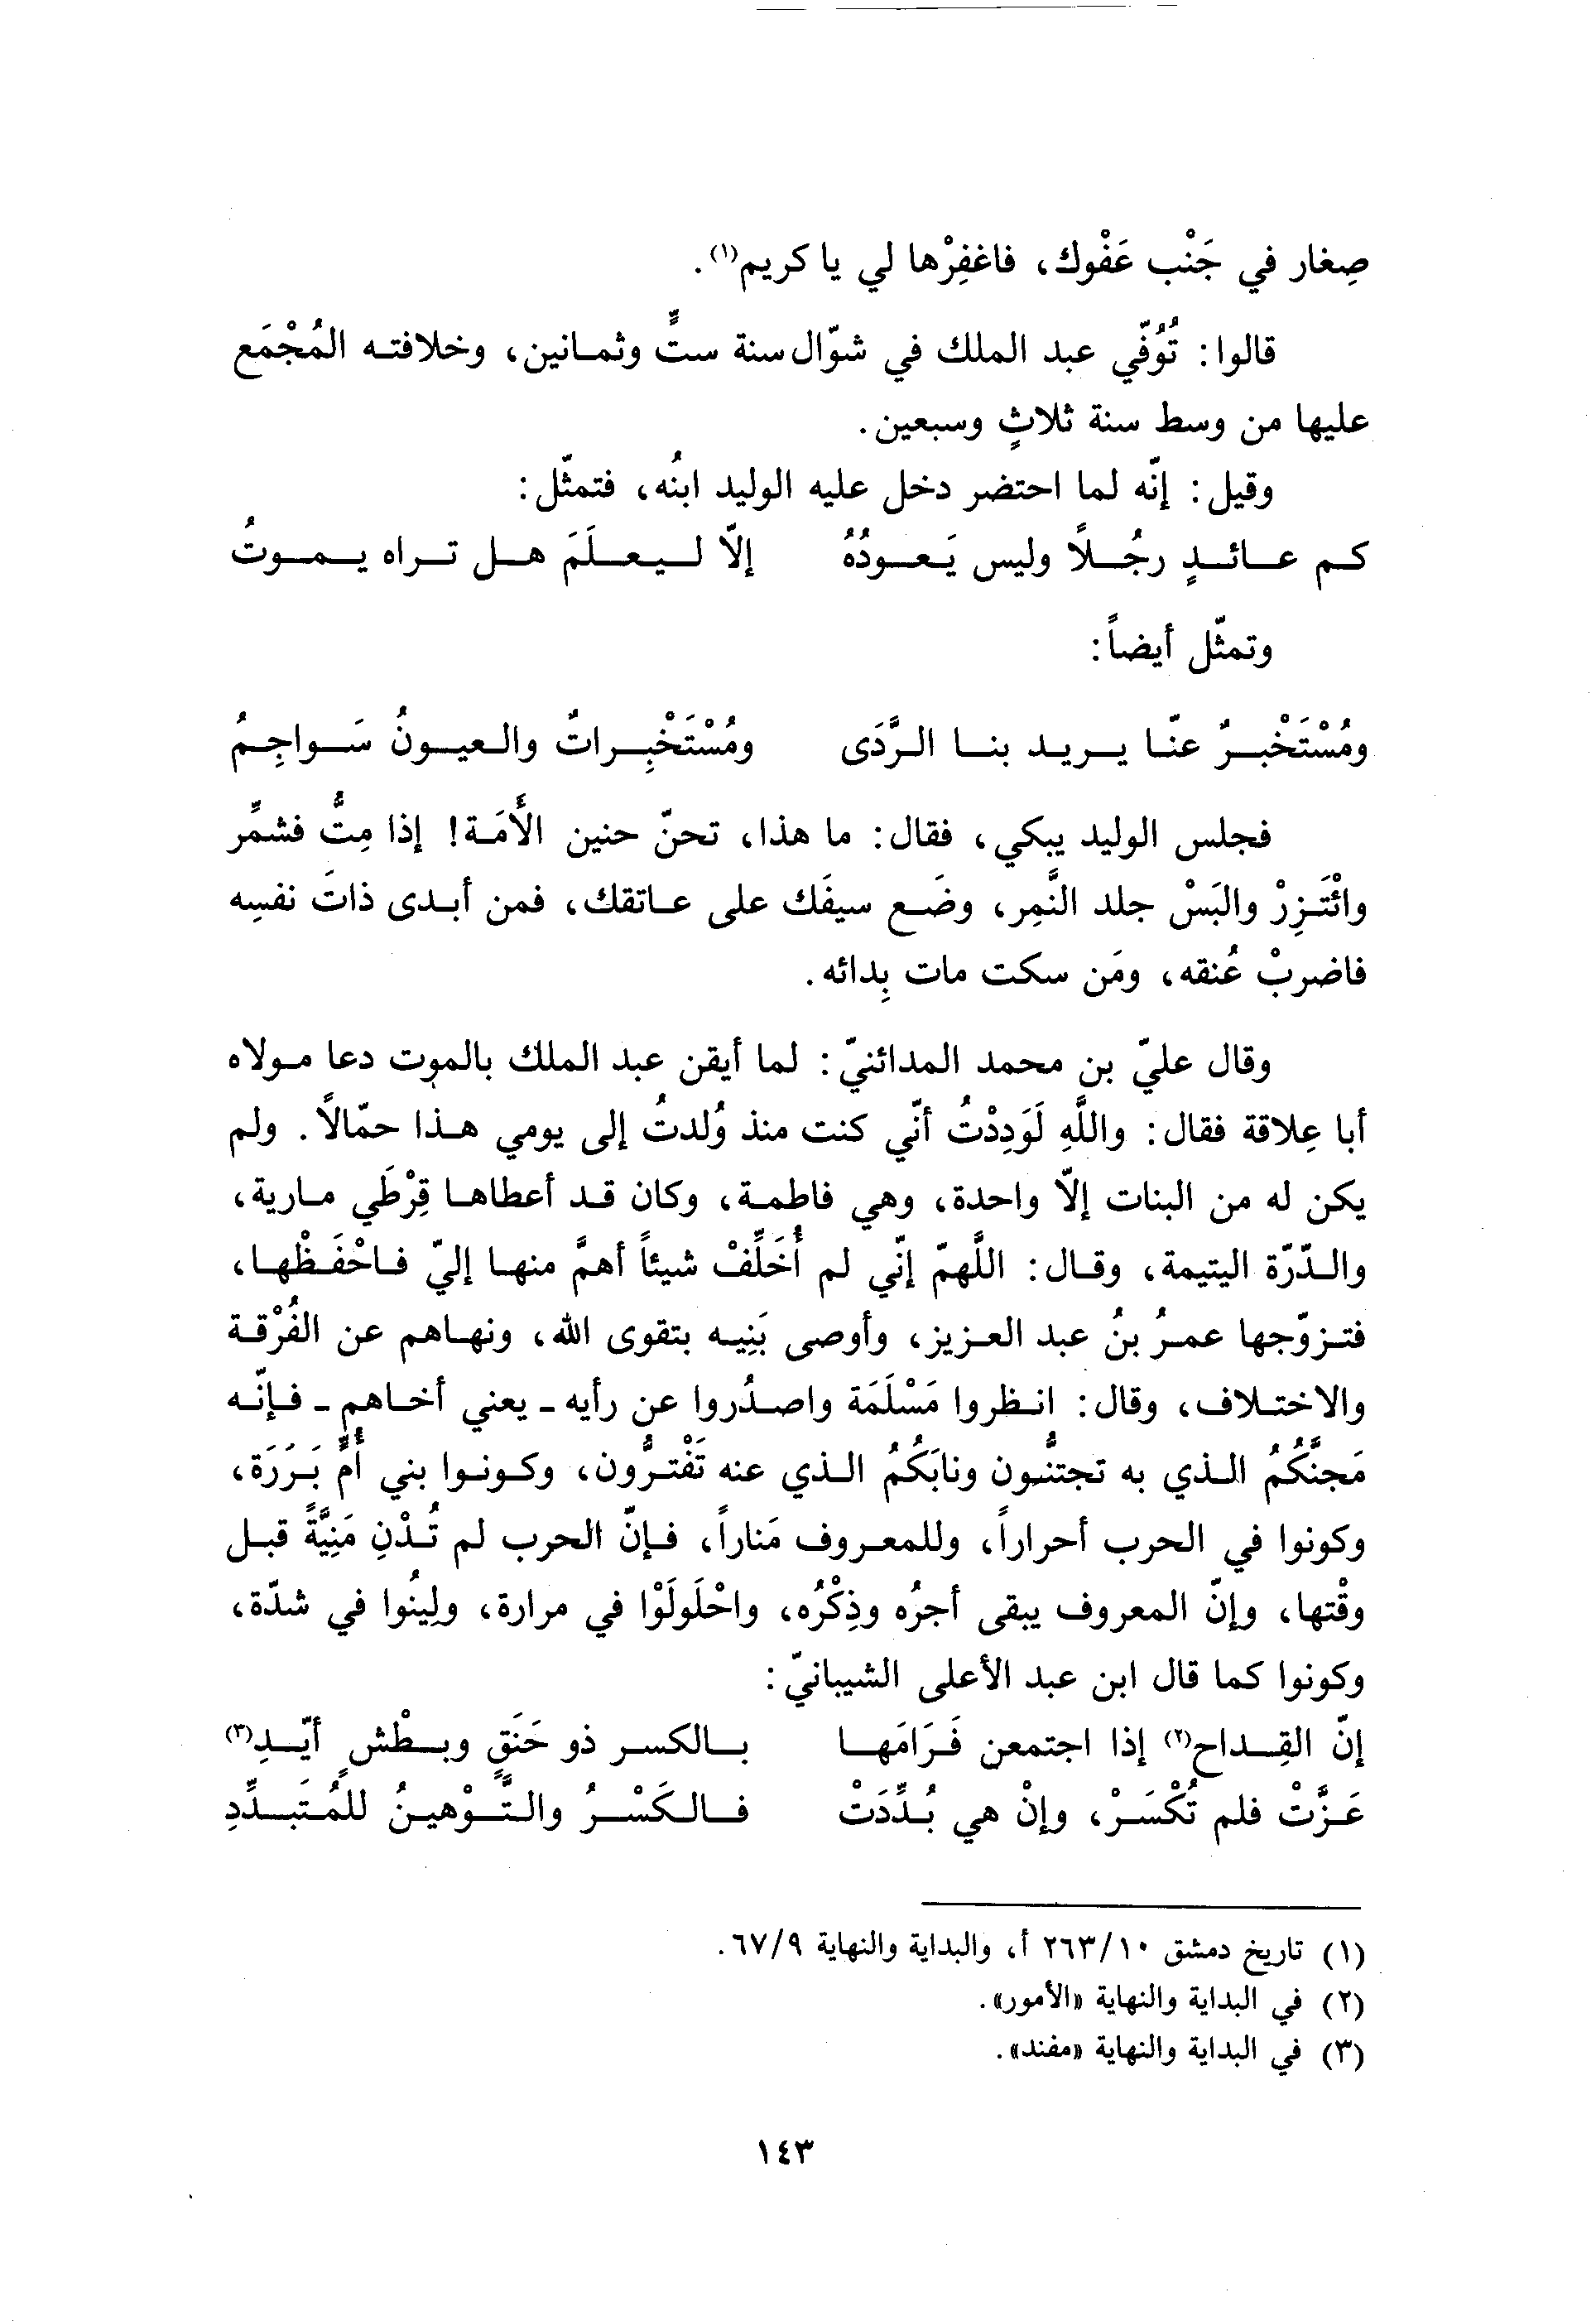 صِغار في جَنْب عَفْوك، فاغفِرْها لي يا كريم(١).
قالوا: تُوُفّي عبد الملك في شوّال سنة ستٍّ وثمانين، وخلافته المُجْمَع
عليها من وسط سنة ثلاثٍ وسبعين.
وقيل: إنّه لما احتضر دخل عليه الوليد ابنُه، فتمثّل:
كم عائدٍ رجُلاً وليس يَعودُهُ إلاّ ليعلَمَ هل تراه يموتُ
وتمثّل أيضاً:
ومُسْتَخْبرٌ عنّا يريد بنا الرَّدَى ومُسْتَخْبِراتٌ والعيونُ سَواجِمُ
فجلس الوليد يبكي، فقال: ما هذا، تحنّ حنين الأَمَة! إذا مِتُّ فشمِّر
وائْتَزِرْ والبَسْ جلد النَّمِر، وضَع سيفَك على عاتقك، فمن أبدى ذاتَ نفسِه
فاضربْ عُنقه، ومَن سكت مات بِدائه.
وقال عليّ بن محمد المدائنيّ: لما أيقن عبد الملك بالموت دعا مولاه
أبا عِلاقة فقال: واللَّهِ لَوَدِدْتُ أنّي كنت منذ وُلدتُ إلى يومي هذا حمّالاً. ولم
يكن له من البنات إلاّ واحدة، وهي فاطمة، وكان قد أعطاها قِرْطَي مارية،
والدّرّة اليتيمة، وقال: اللَّهمّ إنّي لم أُخَلِّفْ شيئاً أهمَّ منها إليّ فاحْفَظْها،
فتزوّجها عمرُ بنُ عبد العزيز، وأوصى بَنِيه بتقوى الله، ونهاهم عن الفُرْقة
والاختلاف، وقال: انظروا مَسْلَمَة واصدُروا عن رأيه - يعني أخاهم - فإنّه
مَجنَّكُمُ الذي به تجتنُّون ونابَكُمُ الذي عنه تَفْترُّون، وكونوا بني أُمٍّ بَرَرَة،
وكونوا في الحرب أحراراً، وللمعروف مَناراً، فإنّ الحرب لم تُدْنِ مَنِيَّةً قبل
وقْتها، وإنّ المعروف يبقى أجرُه وذِكْرُه، واحْلَولَوْا في مرارة، ولِينُوا في شدّة،
وكونوا كما قال ابن عبد الأعلى الشيبانيّ:
إنّ القِداح(٢) إذا اجتمعن فَرَامَها بالكسر ذو حَنَقٍ وبطْشٍ أيّدِ(٣)
عَزَّتْ فلم تُكْسَرْ، وإنْ هي بُدِّدَتْ فالكَسْرُ والتَّوْهينُ للمُتَبدِّدِ
(١) تاريخ دمشق ٢٦٣/١٠ أ، والبداية والنهاية ٦٧/٩.
(٢) في البداية والنهاية «الأمور».
(٣) في البداية والنهاية «مفند».
١٤٣